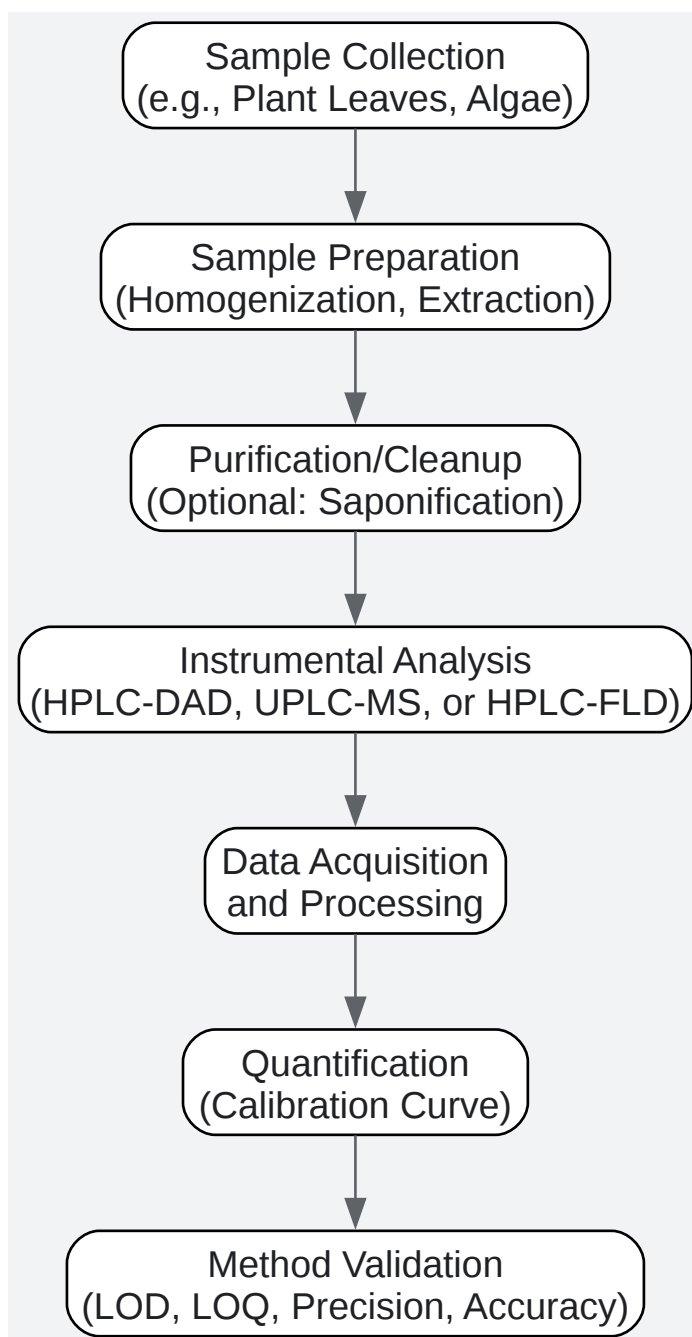 Sample Collection
(e.g., Plant Leaves, Algae)
Sample Preparation
(Homogenization, Extraction)
Purification/Cleanup
(Optional: Saponification)
Instrumental Analysis
(HPLC-DAD, UPLC-MS, or HPLC-FLD)
Data Acquisition
and Processing
Quantification
(Calibration Curve)
Method Validation
(LOD, LOQ, Precision, Accuracy)